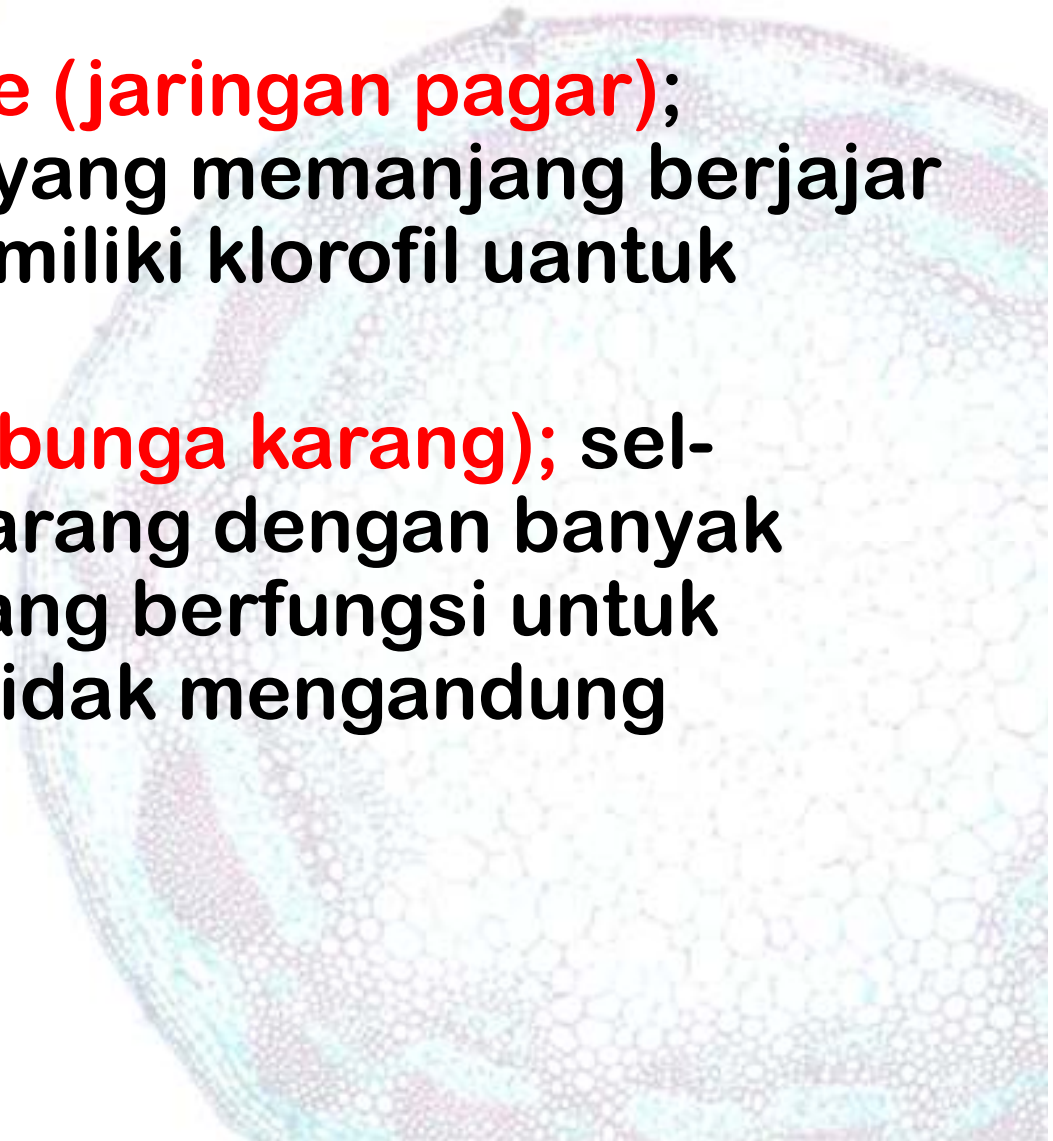 e (jaringan pagar);
yang memanjang berjajar
miliki klorofil uantuk
bunga karang); sel-
arang dengan banyak
ang berfungsi untuk
idak mengandung